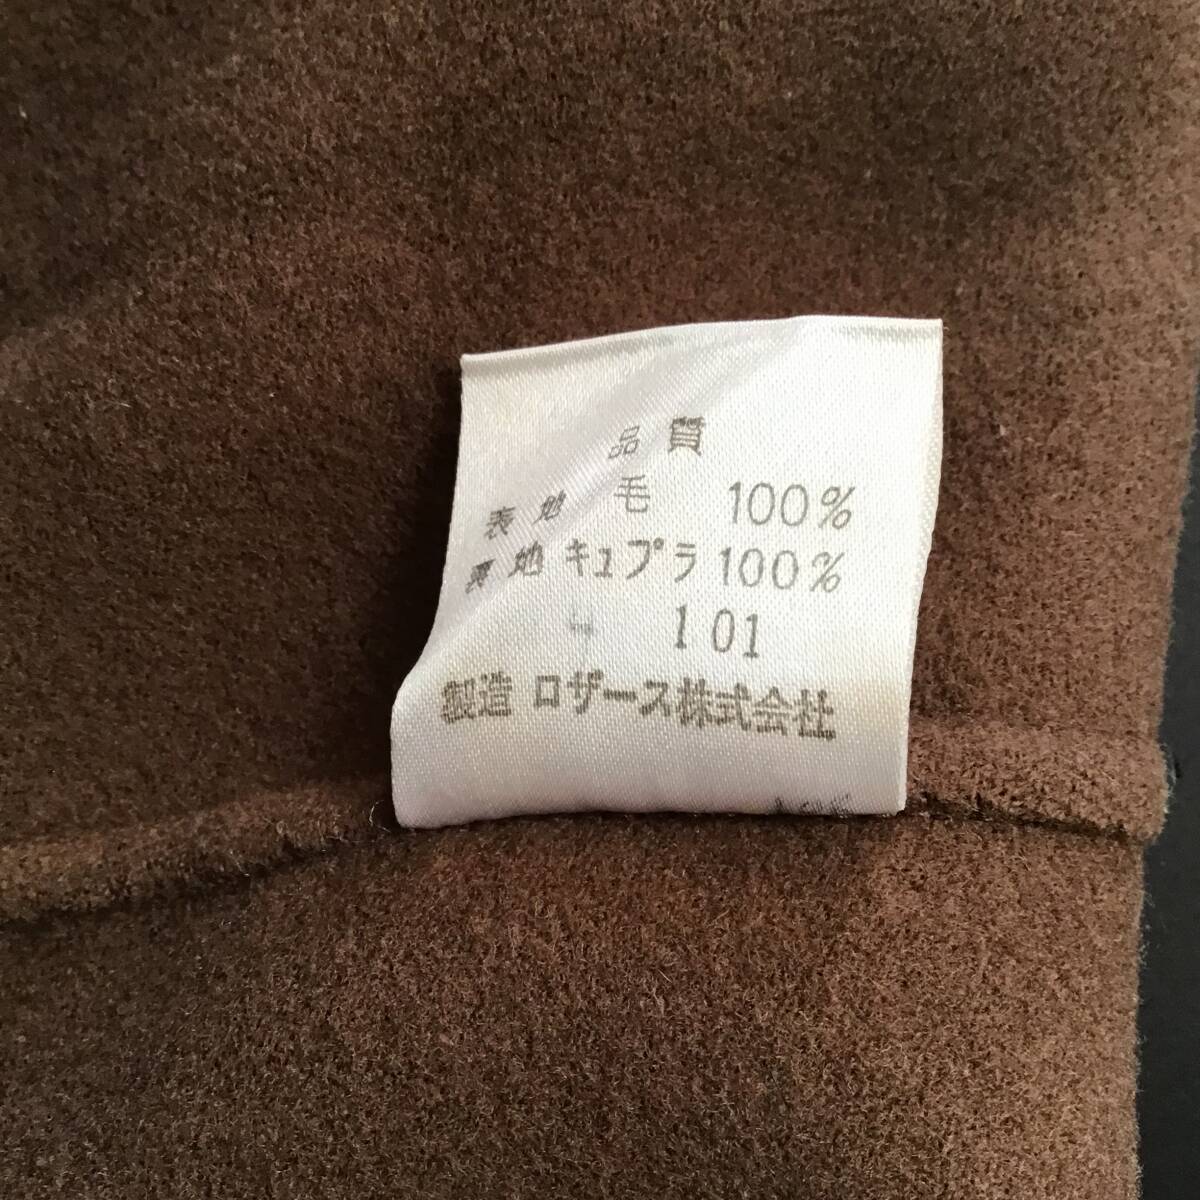 品質
表地 毛 100%
裏地 キュプラ 100%
101
製造 ロザース株式会社